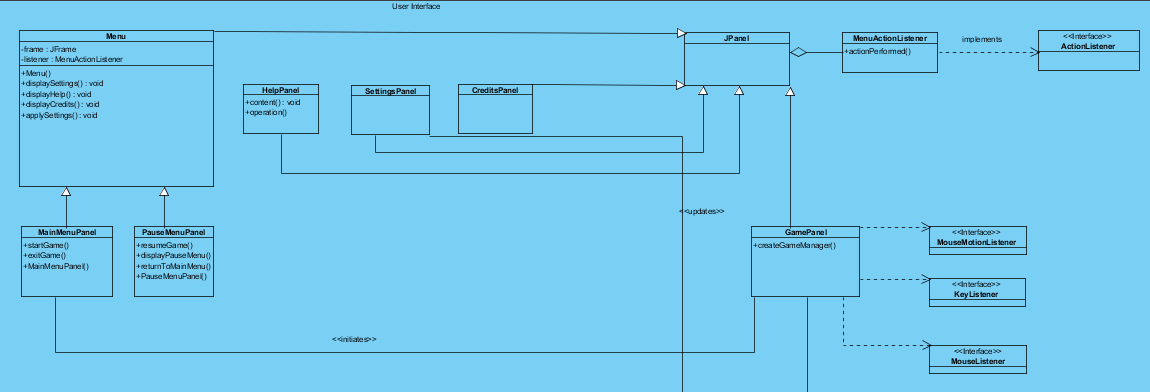 User Interface
Menu
-frame : JFrame
-listener : MenuActionListener
+Menu()
+displaySettings() : void
+displayHelp() : void
+displayCredits() : void
+applySettings() : void
JPanel
MenuActionListener
+actionPerformed()
implements
<<Interface>>
ActionListener
HelpPanel
+content() : void
+operation()
SettingsPanel
CreditsPanel
MainMenuPanel
+startGame()
+exitGame()
+MainMenuPanel()
PauseMenuPanel
+resumeGame()
+displayPauseMenu()
+returnToMainMenu()
+PauseMenuPanel()
<<updates>>
GamePanel
+createGameManager()
<<Interface>>
MouseMotionListener
<<Interface>>
KeyListener
<<Interface>>
MouseListener
<<initiates>>